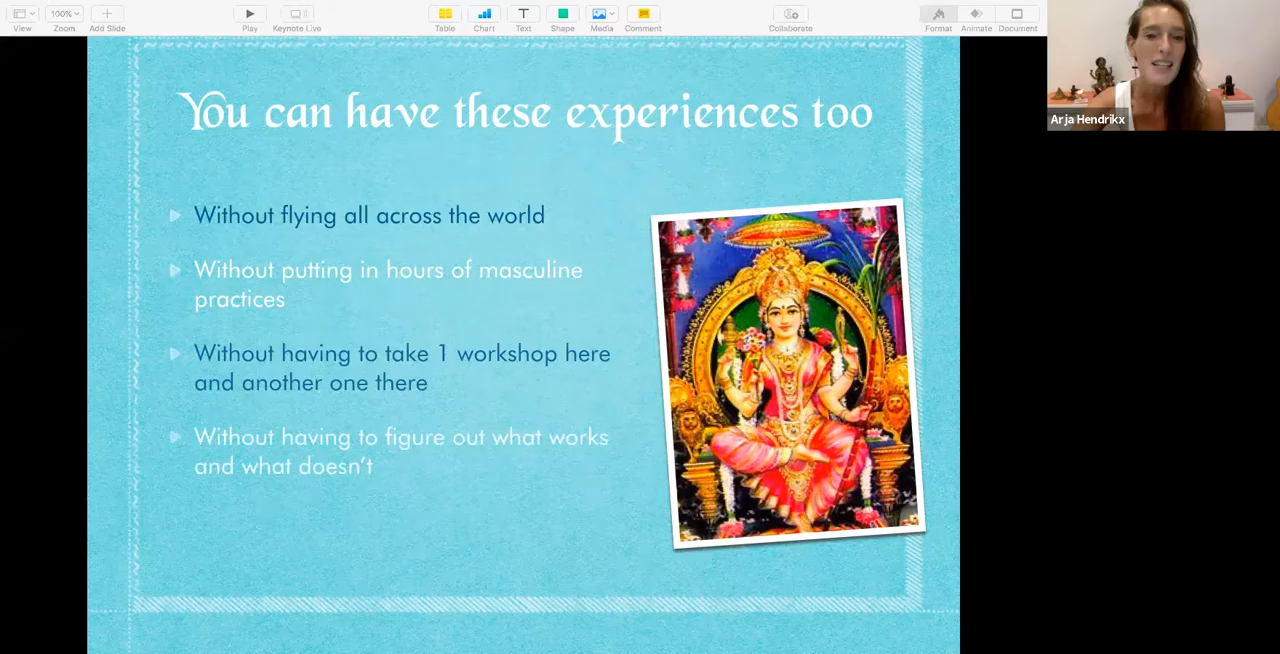 View
100%
Zoom
Add Slide
Play
Keynote Live
Table
Chart
Text
Shape
Media
Comment
Collaborate
Format
Animate
Document
Arja Hendrikx
You can have these experiences too
Without flying all across the world
Without putting in hours of masculine
practices
Without having to take 1 workshop here
and another one there
Without having to figure out what works
and what doesn't